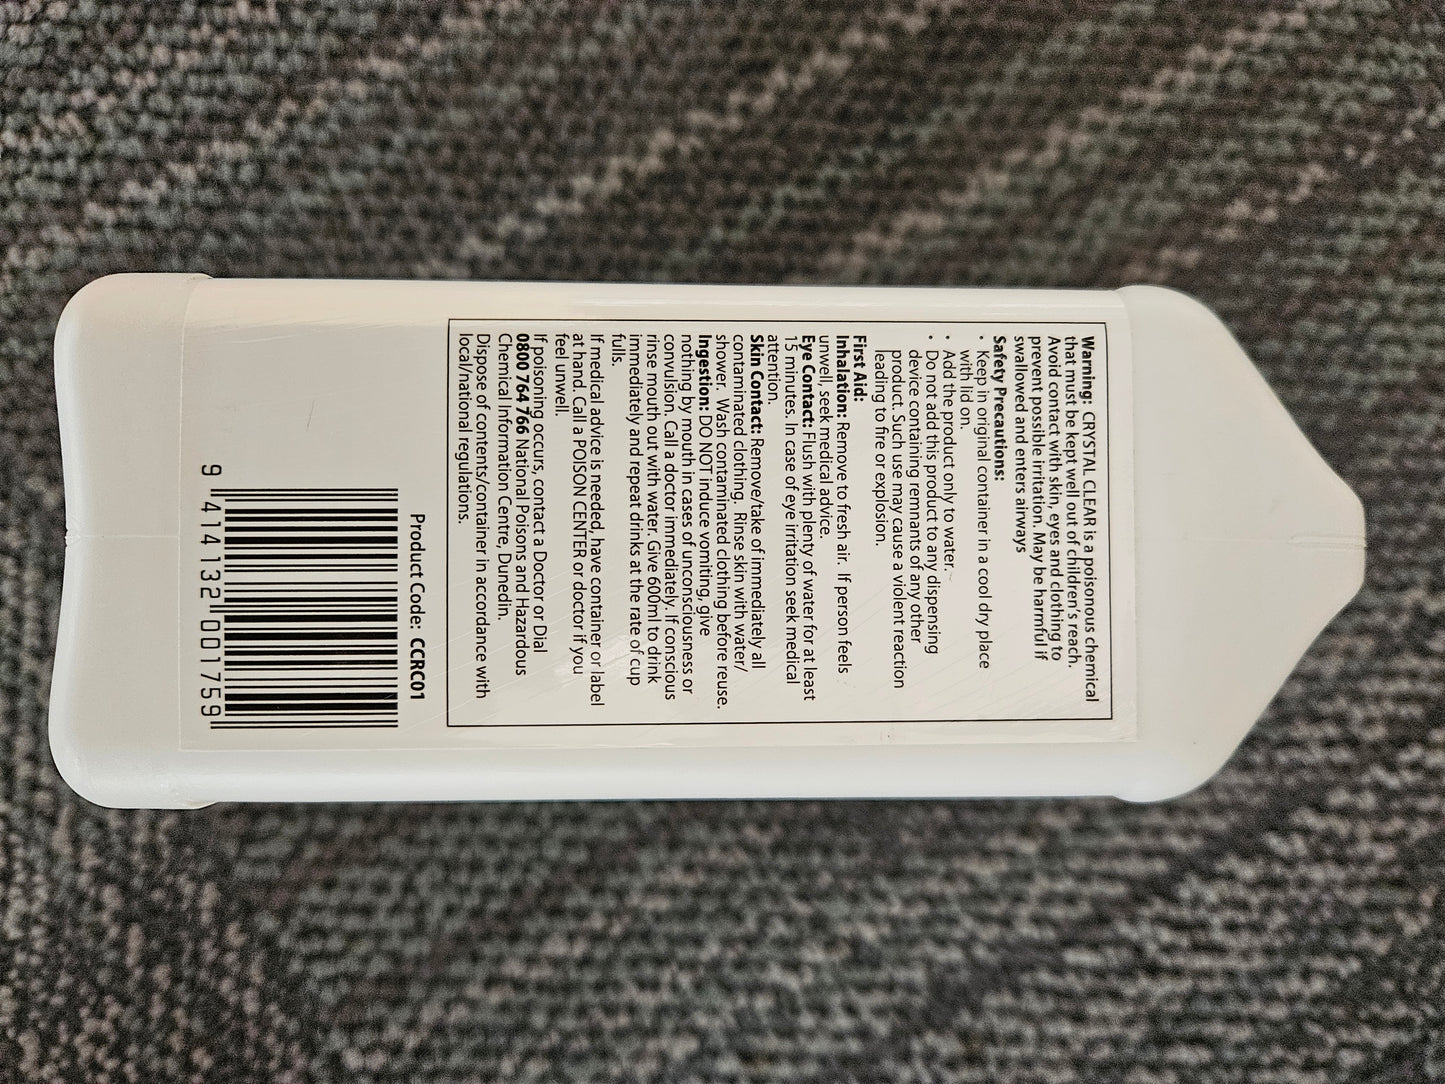 Warning: CRYSTAL CLEAR is a poisonous chemical
that must be kept well out of children's reach.
Avoid contact with skin, eyes and clothing to
prevent possible irritation. May be harmful if
swallowed and enters airways
Safety Precautions:
• Keep in original container in a cool dry place
with lid on.
• Add the product only to water.
• Do not add this product to any dispensing
device containing remnants of any other
product. Such use may cause a violent reaction
leading to fire or explosion.
First Aid:
Inhalation: Remove to fresh air. If person feels
unwell, seek medical advice.
Eye Contact: Flush with plenty of water for at least
15 minutes. In case of eye irritation seek medical
attention.
Skin Contact: Remove/take of immediately all
contaminated clothing. Rinse skin with water/
shower. Wash contaminated clothing before reuse.
Ingestion: DO NOT induce vomiting, give
nothing by mouth in cases of unconsciousness or
convulsion. Call a doctor immediately. If conscious
rinse mouth out with water. Give 600ml to drink
immediately and repeat drinks at the rate of cup
fulls.
If medical advice is needed, have container or label
at hand. Call a POISON CENTER or doctor if you
feel unwell.
If poisoning occurs, contact a Doctor or Dial
0800 764 766 National Poisons and Hazardous
Chemical Information Centre, Dunedin.
Dispose of contents/container in accordance with
local/national regulations.
Product Code: CCRC01
9 414132 001759